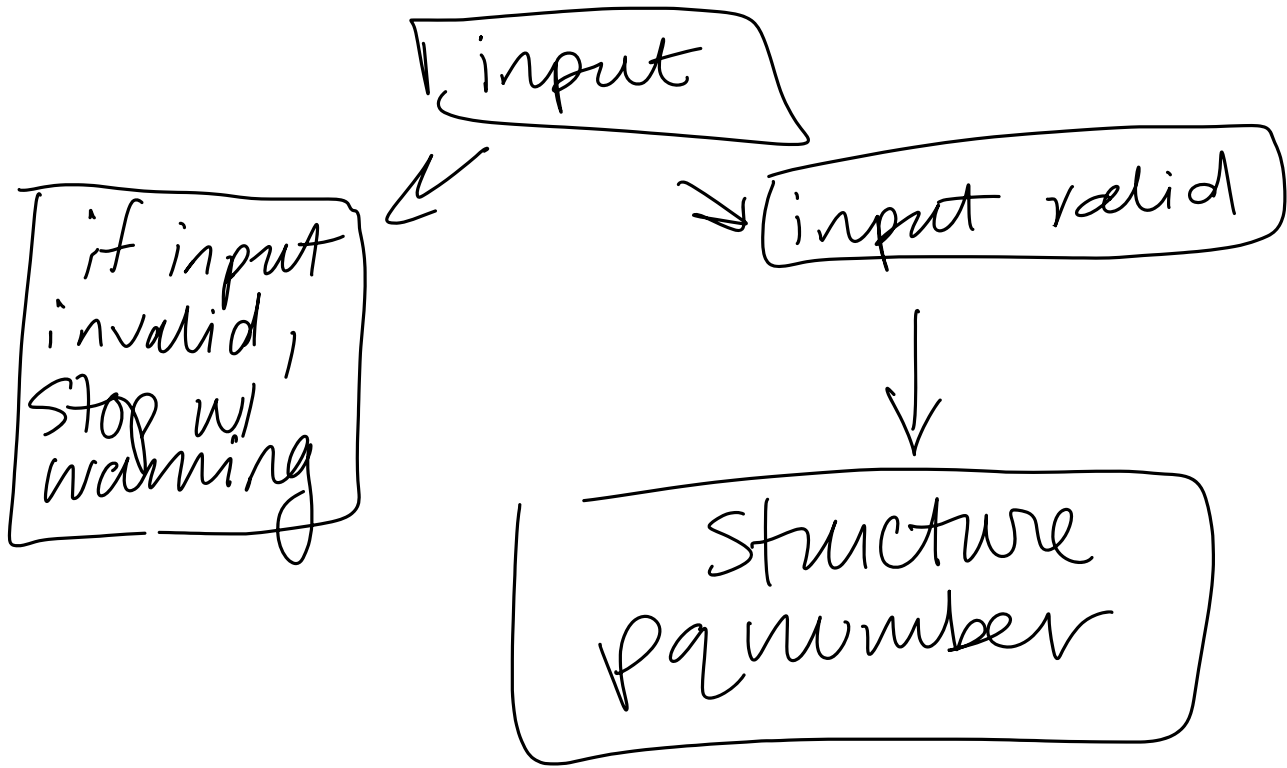 input
input valid
if input
invalid,
stop w/
warning
structure
pqnumber